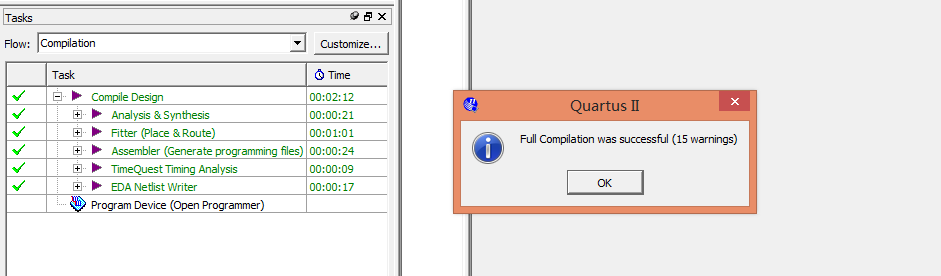 Tasks
Flow: Compilation Customize...
Task Time
Compile Design 00:02:12
Analysis & Synthesis 00:00:21
Fitter (Place & Route) 00:01:01
Assembler (Generate programming files) 00:00:24
TimeQuest Timing Analysis 00:00:09
EDA Netlist Writer 00:00:17
Program Device (Open Programmer)
Quartus II
Full Compilation was successful (15 warnings)
OK